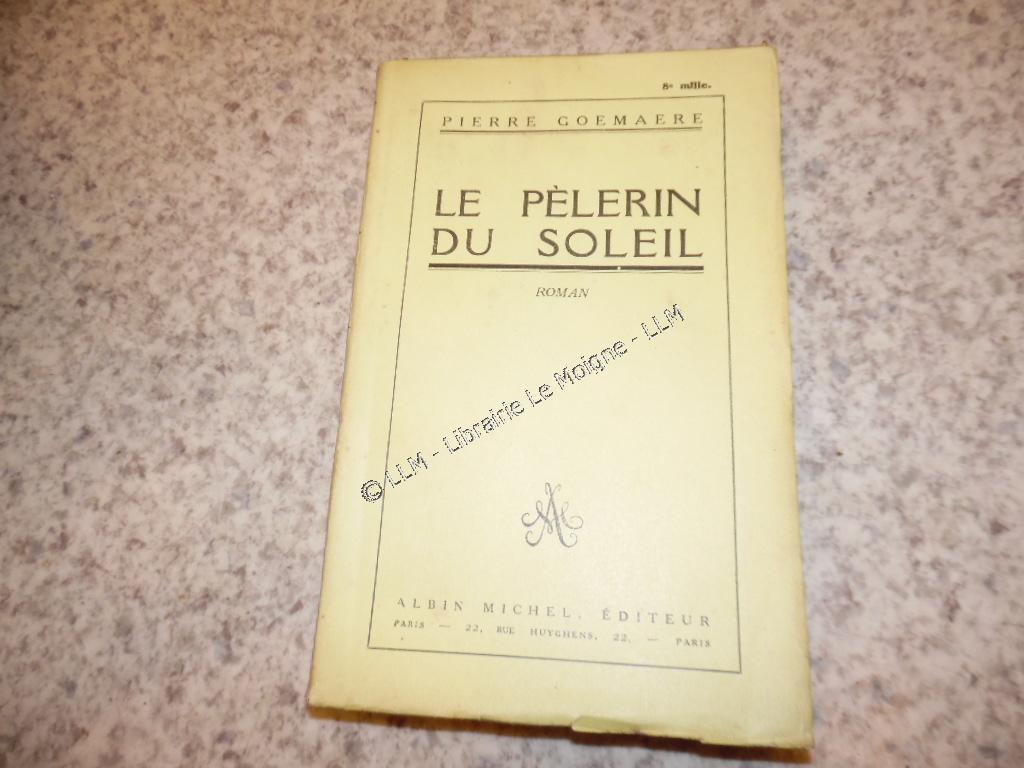 8e mille.
PIERRE GOEMAERE
LE PÈLERIN
DU SOLEIL
ROMAN
© LLM - Librairie Le Moigne - LLM
AM
ALBIN MICHEL, ÉDITEUR
PARIS — 22, RUE HUYGHENS, 22, — PARIS